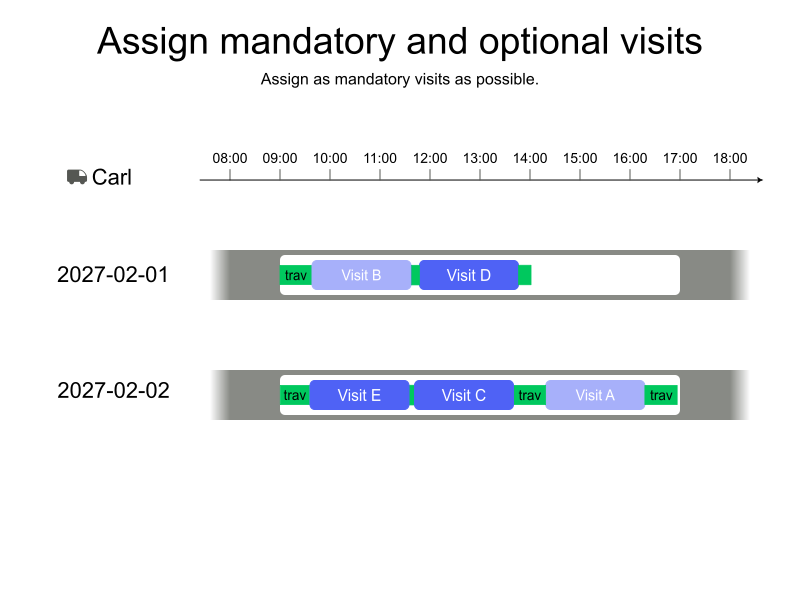 Assign mandatory and optional visits
Assign as mandatory visits as possible.
08:00 09:00 10:00 11:00 12:00 13:00 14:00 15:00 16:00 17:00 18:00
Carl
2027-02-01
trav Visit B Visit D
2027-02-02
trav Visit E Visit C trav Visit A trav